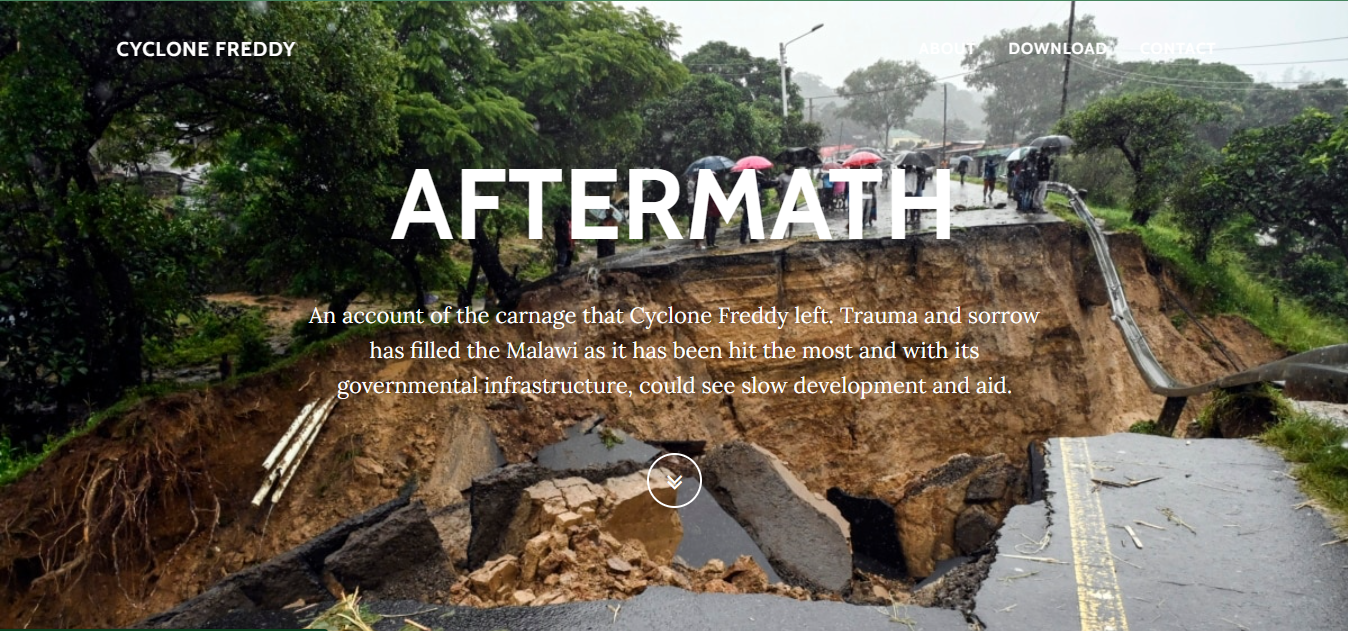 CYCLONE FREDDY
ABOUT DOWNLOAD CONTACT
AFTERMATH
An account of the carnage that Cyclone Freddy left. Trauma and sorrow
has filled the Malawi as it has been hit the most and with its
governmental infrastructure, could see slow development and aid.